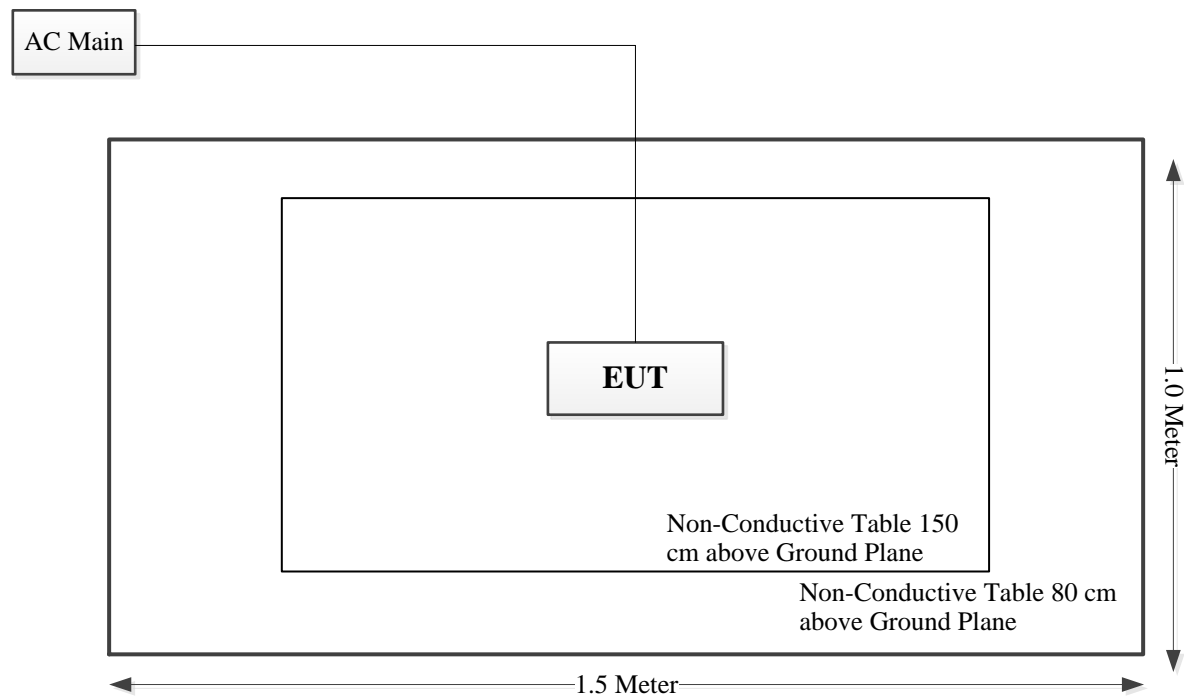 AC Main
EUT
1.0 Meter
Non-Conductive Table 150
cm above Ground Plane
Non-Conductive Table 80 cm
above Ground Plane
1.5 Meter